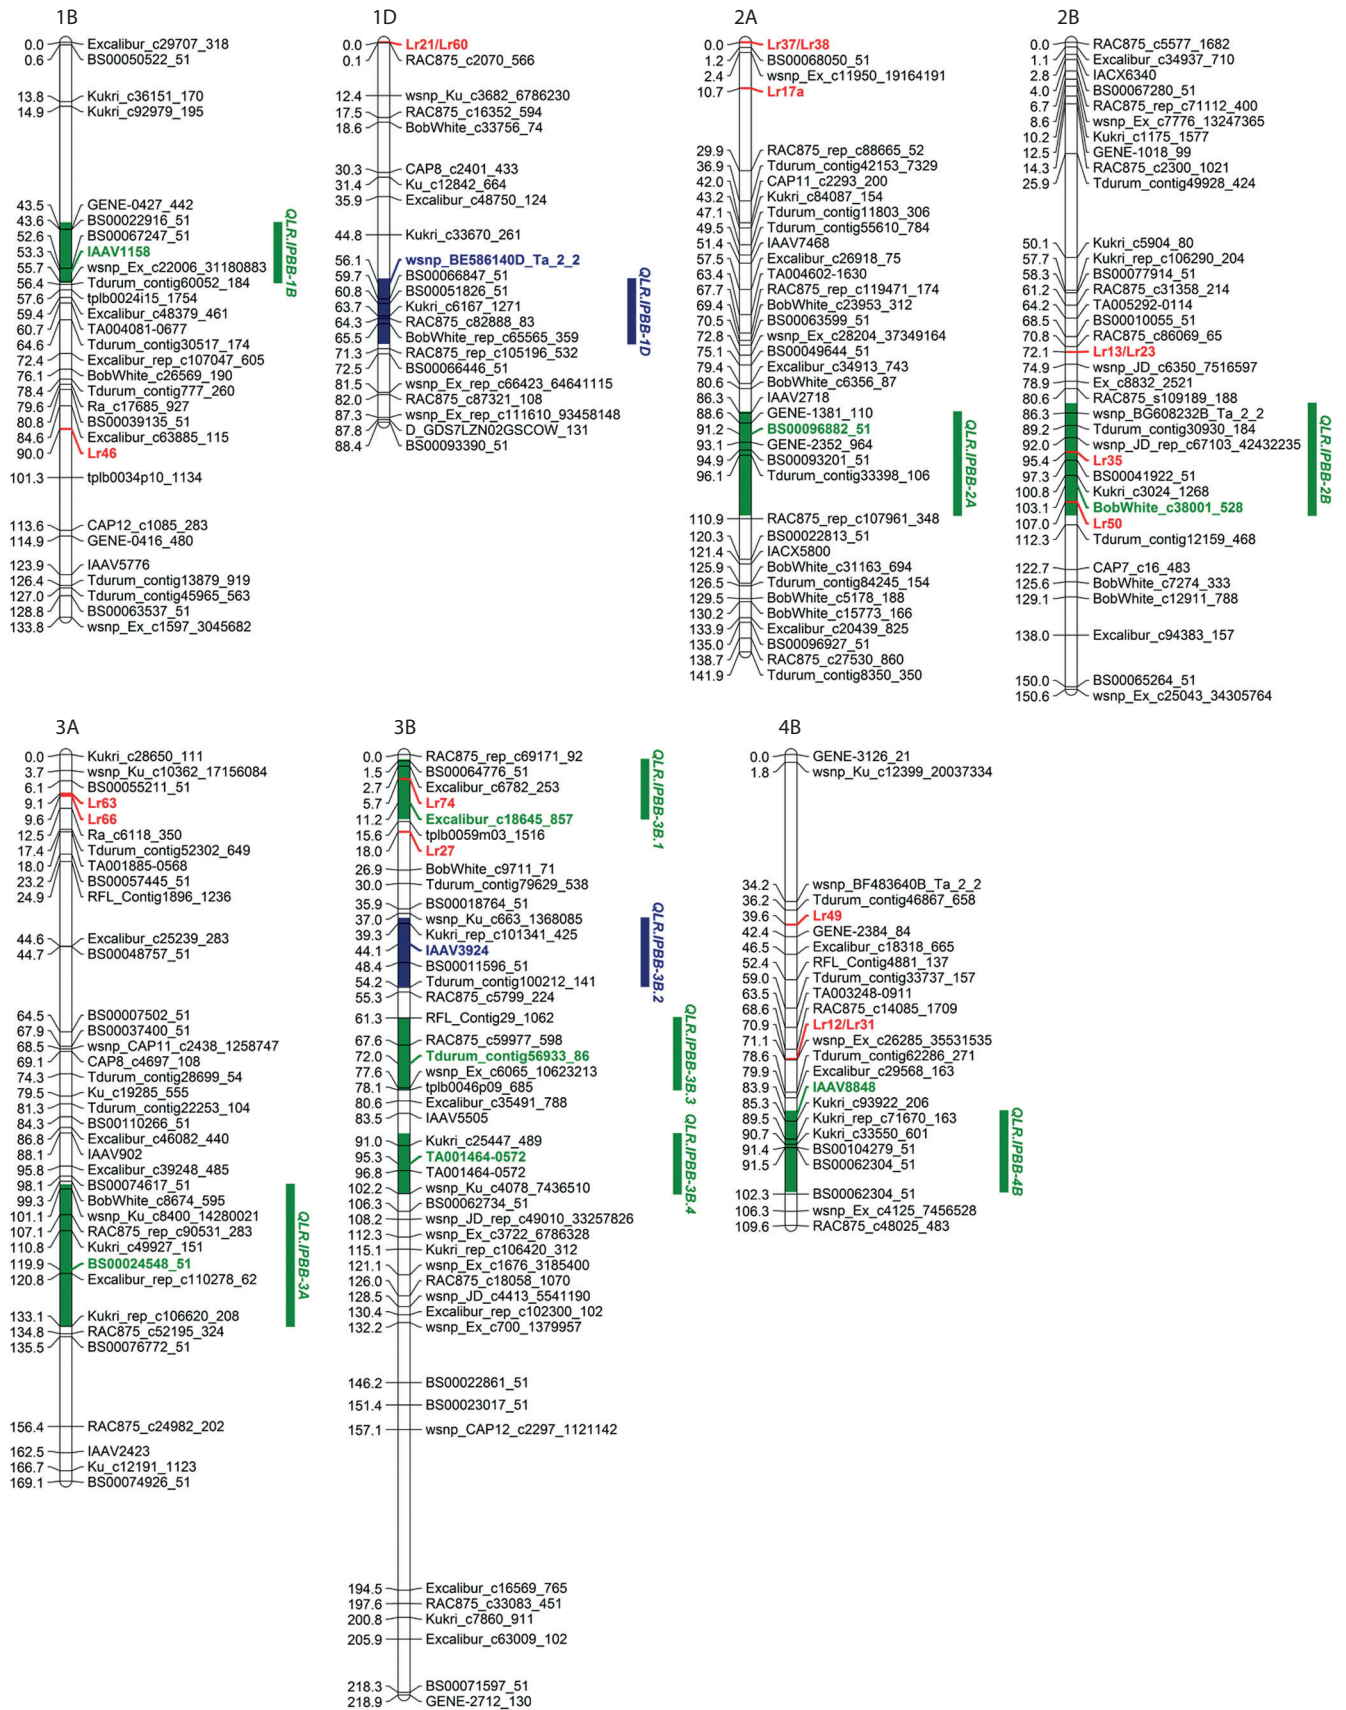 1B
0.0 Excalibur_c29707_318
0.6 BS00050522_51
13.8 Kukri_c36151_170
14.9 Kukri_c92979_195
43.5 GENE-0427_442
43.6 BS00022916_51
52.6 BS00067247_51
53.3 IAAV1158
55.7 wsnp_Ex_c22006_31180883
56.4 Tdurum_contig60052_184
57.6 tplb0024i15_1754
59.4 Excalibur_c48379_461
60.7 TA004081-0677
64.6 Tdurum_contig30517_174
72.4 Excalibur_rep_c107047_605
76.1 BobWhite_c26569_190
78.4 Tdurum_contig777_260
79.6 Ra_c17685_927
80.8 BS00039135_51
84.6 Excalibur_c63885_115
90.0 Lr46
101.3 tplb0034p10_1134
113.6 CAP12_c1085_283
114.9 GENE-0416_480
123.9 IAAV5776
126.4 Tdurum_contig13879_919
127.0 Tdurum_contig45965_563
128.8 BS00063537_51
133.8 wsnp_Ex_c1597_3045682
QLR.IPBB-1B
1D
0.0 Lr21/Lr60
0.1 RAC875_c2070_566
12.4 wsnp_Ku_c3682_6786230
17.5 RAC875_c16352_594
18.6 BobWhite_c33756_74
30.3 CAP8_c2401_433
31.4 Ku_c12842_664
35.9 Excalibur_c48750_124
44.8 Kukri_c33670_261
56.1 wsnp_BE586140D_Ta_2_2
59.7 BS00066847_51
60.8 BS00051826_51
63.7 Kukri_c6167_1271
64.3 RAC875_c82888_83
65.5 BobWhite_rep_c65565_359
71.3 RAC875_rep_c105196_532
72.5 BS00066446_51
81.5 wsnp_Ex_rep_c66423_64641115
82.0 RAC875_c87321_108
87.3 wsnp_Ex_rep_c111610_93458148
87.8 D_GDS7LZN02GSCOW_131
88.4 BS00093390_51
QLR.IPBB-1D
2A
0.0 Lr37/Lr38
1.2 BS00068050_51
2.4 wsnp_Ex_c11950_19164191
10.7 Lr17a
29.9 RAC875_rep_c88665_52
36.9 Tdurum_contig42153_7329
42.0 CAP11_c2293_200
43.2 Kukri_c84087_154
47.1 Tdurum_contig11803_306
49.5 Tdurum_contig55610_784
51.4 IAAV7468
57.5 Excalibur_c26918_75
63.4 TA004602-1630
67.7 RAC875_rep_c119471_174
69.4 BobWhite_c23953_312
70.5 BS00063599_51
72.8 wsnp_Ex_c28204_37349164
75.1 BS00049644_51
79.4 Excalibur_c34913_743
80.6 BobWhite_c6356_87
86.3 IAAV2718
88.6 GENE-1381_110
91.2 BS00096882_51
93.1 GENE-2352_964
94.9 BS00093201_51
96.1 Tdurum_contig33398_106
110.9 RAC875_rep_c107961_348
120.3 BS00022813_51
121.4 IACX5800
125.9 BobWhite_c31163_694
126.5 Tdurum_contig84245_154
129.5 BobWhite_c5178_188
130.2 BobWhite_c15773_166
133.9 Excalibur_c20439_825
135.0 BS00096927_51
138.7 RAC875_c27530_860
141.9 Tdurum_contig8350_350
QLR.IPBB-2A
2B
0.0 RAC875_c5577_1682
1.1 Excalibur_c34937_710
2.8 IACX6340
4.0 BS00067280_51
6.7 RAC875_rep_c71112_400
8.6 wsnp_Ex_c7776_13247365
10.2 Kukri_c1175_1577
12.5 GENE-1018_99
14.3 RAC875_c2300_1021
25.9 Tdurum_contig49928_424
50.1 Kukri_c5904_80
57.7 Kukri_rep_c106290_204
58.3 BS00077914_51
61.2 RAC875_c31358_214
64.2 TA005292-0114
68.5 BS00010055_51
70.8 RAC875_c86069_65
72.1 Lr13/Lr23
74.9 wsnp_JD_c6350_7516597
78.9 Ex_c8832_2521
80.6 RAC875_s109189_188
86.3 wsnp_BG608232B_Ta_2_2
89.2 Tdurum_contig30930_184
92.0 wsnp_JD_rep_c67103_42432235
95.4 Lr35
97.3 BS00041922_51
100.8 Kukri_c3024_1268
103.1 BobWhite_c38001_528
107.0 Lr50
112.3 Tdurum_contig12159_468
122.7 CAP7_c16_483
125.6 BobWhite_c7274_333
129.1 BobWhite_c12911_788
138.0 Excalibur_c94383_157
150.0 BS00065264_51
150.6 wsnp_Ex_c25043_34305764
QLR.IPBB-2B
3A
0.0 Kukri_c28650_111
3.7 wsnp_Ku_c10362_17156084
6.1 BS00055211_51
9.1 Lr63
9.6 Lr66
12.5 Ra_c6118_350
17.4 Tdurum_contig52302_649
18.0 TA001885-0568
23.2 BS00057445_51
24.9 RFL_Contig1896_1236
44.6 Excalibur_c25239_283
44.7 BS00048757_51
64.5 BS00007502_51
67.9 BS00037400_51
68.5 wsnp_CAP11_c2438_1258747
69.1 CAP8_c4697_108
74.3 Tdurum_contig28699_54
79.5 Ku_c19285_555
81.3 Tdurum_contig22253_104
84.3 BS00110266_51
86.8 Excalibur_c46082_440
88.1 IAAV902
95.8 Excalibur_c39248_485
98.1 BS00074617_51
99.3 BobWhite_c8674_595
101.1 wsnp_Ku_c8400_14280021
107.1 RAC875_rep_c90531_283
110.8 Kukri_c49927_151
119.9 BS00024548_51
120.8 Excalibur_rep_c110278_62
133.1 Kukri_rep_c106620_208
134.8 RAC875_c52195_324
135.5 BS00076772_51
156.4 RAC875_c24982_202
162.5 IAAV2423
166.7 Ku_c12191_1123
169.1 BS00074926_51
QLR.IPBB-3A
3B
0.0 RAC875_rep_c69171_92
1.5 BS00064776_51
2.7 Excalibur_c6782_253
5.7 Lr74
11.2 Excalibur_c18645_857
15.6 tplb0059m03_1516
18.0 Lr27
26.9 BobWhite_c9711_71
30.0 Tdurum_contig79629_538
35.9 BS00018764_51
37.0 wsnp_Ku_c663_1368085
39.3 Kukri_rep_c101341_425
44.1 IAAV3924
48.4 BS00011596_51
54.2 Tdurum_contig100212_141
55.3 RAC875_c5799_224
61.3 RFL_Contig29_1062
67.6 RAC875_c59977_598
72.0 Tdurum_contig56933_86
77.6 wsnp_Ex_c6065_10623213
78.1 tplb0046p09_685
80.6 Excalibur_c35491_788
83.5 IAAV5505
91.0 Kukri_c25447_489
95.3 TA001464-0572
96.8 TA001464-0572
102.2 wsnp_Ku_c4078_7436510
106.3 BS00062734_51
108.2 wsnp_JD_rep_c49010_33257826
112.3 wsnp_Ex_c3722_6786328
115.1 Kukri_rep_c106420_312
121.1 wsnp_Ex_c1676_3185400
126.0 RAC875_c18058_1070
128.5 wsnp_JD_c4413_5541190
130.4 Excalibur_rep_c102300_102
132.2 wsnp_Ex_c700_1379957
146.2 BS00022861_51
151.4 BS00023017_51
157.1 wsnp_CAP12_c2297_1121142
194.5 Excalibur_c16569_765
197.6 RAC875_c33083_451
200.8 Kukri_c7860_911
205.9 Excalibur_c63009_102
218.3 BS00071597_51
218.9 GENE-2712_130
QLR.IPBB-3B.1
QLR.IPBB-3B.2
QLR.IPBB-3B.3
QLR.IPBB-3B.4
4B
0.0 GENE-3126_21
1.8 wsnp_Ku_c12399_20037334
34.2 wsnp_BF483640B_Ta_2_2
36.2 Tdurum_contig46867_658
39.6 Lr49
42.4 GENE-2384_84
46.5 Excalibur_c18318_665
52.4 RFL_Contig4881_137
59.0 Tdurum_contig33737_157
63.5 TA003248-0911
68.6 RAC875_c14085_1709
70.9 Lr12/Lr31
71.1 wsnp_Ex_c26285_35531535
78.6 Tdurum_contig62286_271
79.9 Excalibur_c29568_163
83.9 IAAV8848
85.3 Kukri_c93922_206
89.5 Kukri_rep_c71670_163
90.7 Kukri_c33550_601
91.4 BS00104279_51
91.5 BS00062304_51
102.3 BS00062304_51
106.3 wsnp_Ex_c4125_7456528
109.6 RAC875_c48025_483
QLR.IPBB-4B